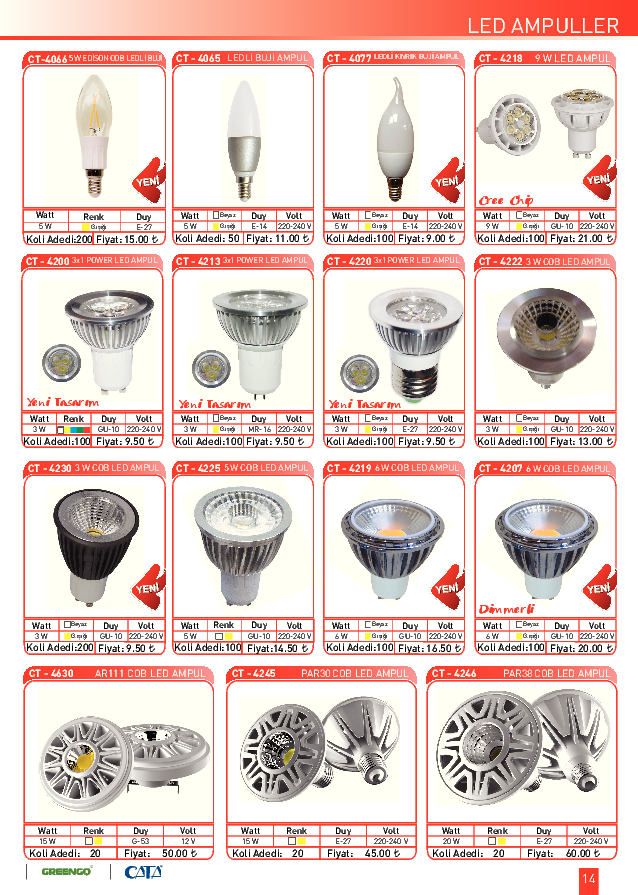 LED AMPULLER
CT-4066 5W EDISON COB LEDLİ BUJİ
YENİ
Watt Renk Duy
5 W Günışığı E-27
Koli Adedi:200 Fiyat: 15.00 ₺
CT - 4065 LEDLİ BUJİ AMPUL
Watt Beyaz Duy Volt
5 W Günışığı E-14 220-240 V
Koli Adedi: 50 Fiyat: 11.00 ₺
CT - 4077 LEDLİ KIVRIK BUJİ AMPUL
YENİ
Watt Beyaz Duy Volt
5 W Günışığı E-14 220-240 V
Koli Adedi:100 Fiyat: 9.00 ₺
CT - 4218 9 W LED AMPUL
YENİ
Cree Chip
Watt Beyaz Duy Volt
9 W Günışığı GU-10 220-240 V
Koli Adedi:100 Fiyat: 21.00 ₺
CT - 4200 3x1 POWER LED AMPUL
Yeni Tasarım
Watt Renk Duy Volt
3 W GU-10 220-240 V
Koli Adedi:100 Fiyat: 9.50 ₺
CT - 4213 3x1 POWER LED AMPUL
Yeni Tasarım
Watt Beyaz Duy Volt
3 W Günışığı MR-16 220-240 V
Koli Adedi:100 Fiyat: 9.50 ₺
CT - 4220 3x1 POWER LED AMPUL
Yeni Tasarım
Watt Beyaz Duy Volt
3 W Günışığı E-27 220-240 V
Koli Adedi:100 Fiyat: 9.50 ₺
CT - 4222 3 W COB LED AMPUL
Watt Beyaz Duy Volt
3 W Günışığı GU-10 220-240 V
Koli Adedi:100 Fiyat: 13.00 ₺
CT - 4230 3 W COB LED AMPUL
YENİ
Watt Beyaz Duy Volt
3 W Günışığı GU-10 220-240 V
Koli Adedi:200 Fiyat: 9.50 ₺
CT - 4225 5W COB LED AMPUL
Watt Renk Duy Volt
5 W GU-10 220-240 V
Koli Adedi:100 Fiyat:14.50 ₺
CT - 4219 6 W COB LED AMPUL
YENİ
Watt Beyaz Duy Volt
6 W Günışığı GU-10 220-240 V
Koli Adedi:100 Fiyat: 16.50 ₺
CT - 4207 6 W COB LED AMPUL
YENİ
Dimmerli
Watt Beyaz Duy Volt
6 W Günışığı GU-10 220-240 V
Koli Adedi:100 Fiyat: 20.00 ₺
CT - 4630 AR111 COB LED AMPUL
Watt Renk Duy Volt
15 W G-53 12 V
Koli Adedi: 20 Fiyat: 50.00 ₺
CT - 4245 PAR30 COB LED AMPUL
Watt Renk Duy Volt
15 W E-27 220-240 V
Koli Adedi: 20 Fiyat: 45.00 ₺
CT - 4246 PAR38 COB LED AMPUL
Watt Renk Duy Volt
20 W E-27 220-240 V
Koli Adedi: 20 Fiyat: 60.00 ₺
GREENGO CATA
14